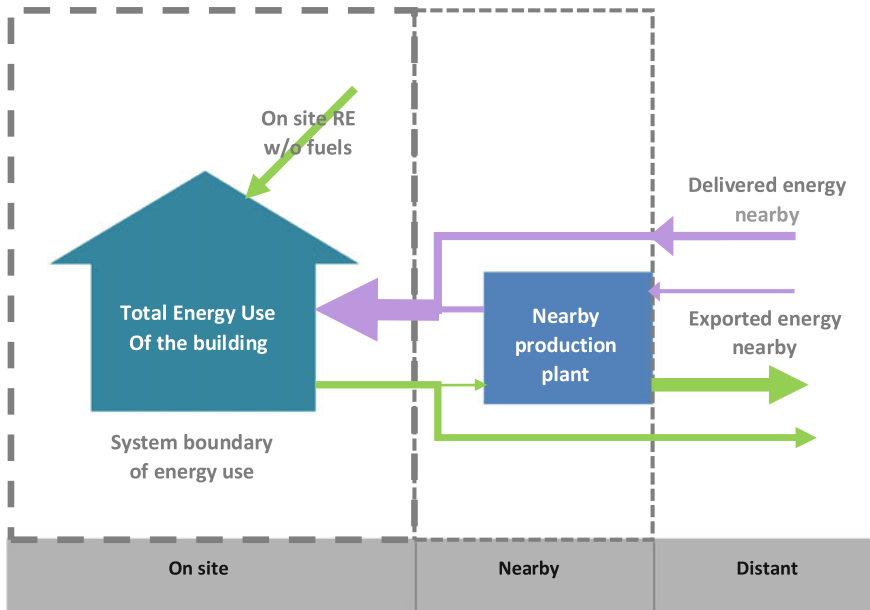 On site RE
w/o fuels
Delivered energy
nearby
Total Energy Use
Of the building
Nearby
production
plant
Exported energy
nearby
System boundary
of energy use
On site
Nearby
Distant